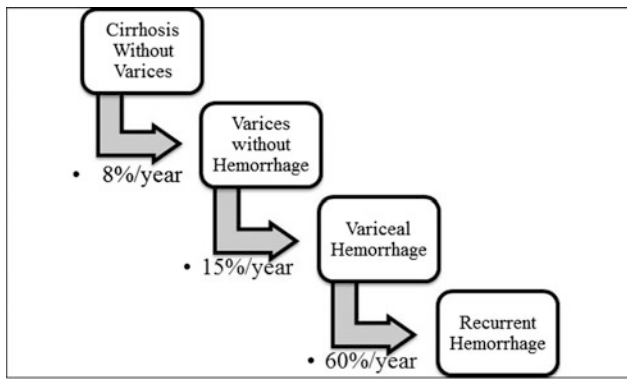 Cirrhosis
Without
Varices
• 8%/year
Varices
without
Hemorrhage
• 15%/year
Variceal
Hemorrhage
• 60%/year
Recurrent
Hemorrhage